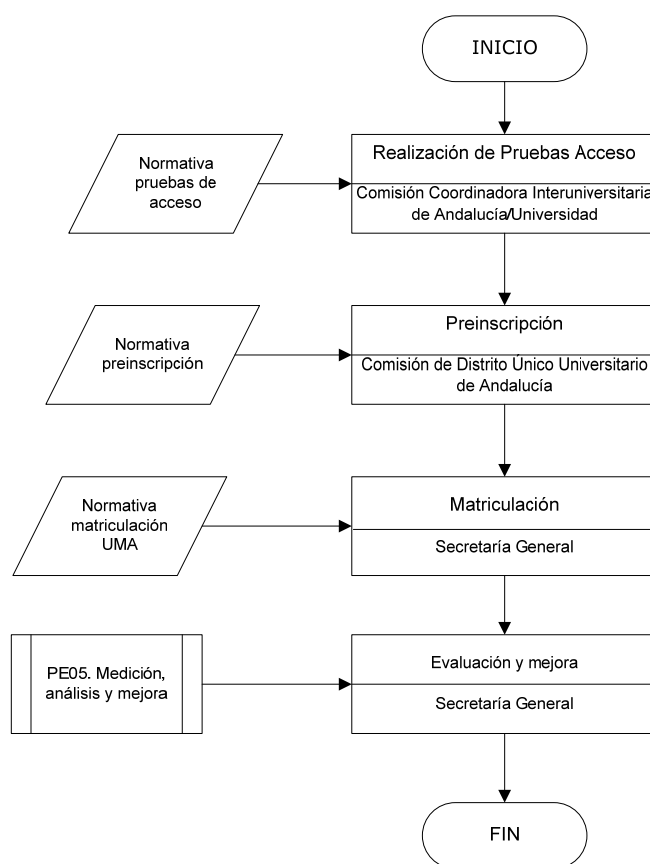 INICIO
Normativa
pruebas de
acceso
Realización de Pruebas Acceso
Comisión Coordinadora Interuniversitaria
de Andalucía/Universidad
Normativa
preinscripción
Preinscripción
Comisión de Distrito Único Universitario
de Andalucía
Normativa
matriculación
UMA
Matriculación
Secretaría General
PE05. Medición,
análisis y mejora
Evaluación y mejora
Secretaría General
FIN